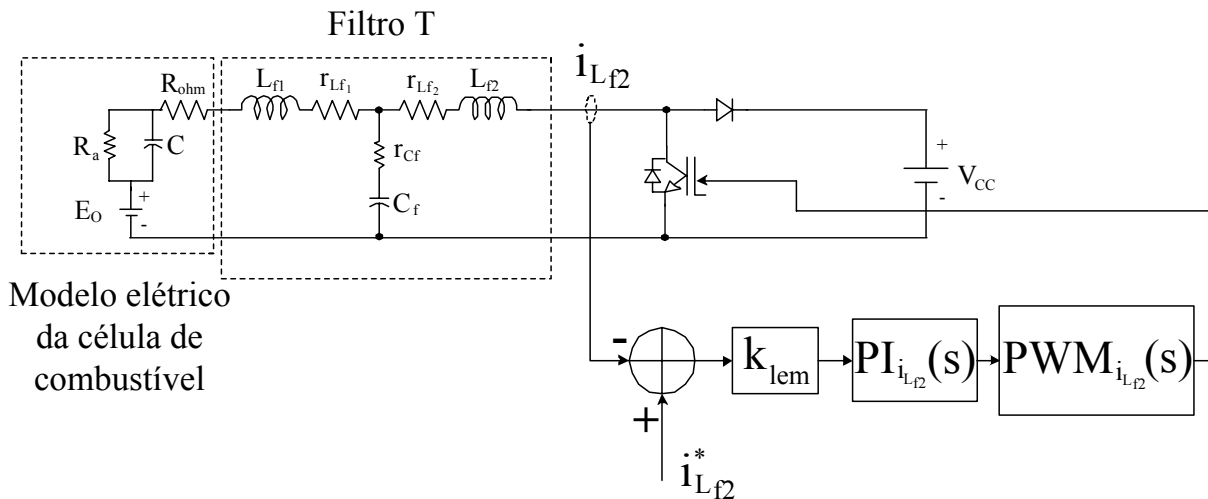 Filtro T
R_ohm
L_f1
r_Lf1
r_Lf2
L_f2
i_Lf2
R_a
C
r_Cf
C_f
E_O
+
-
+
V_CC
-
Modelo elétrico
da célula de
combustível
-
+
k_lem
PI_iLf2(s)
PWM_iLf2(s)
i*_Lf2